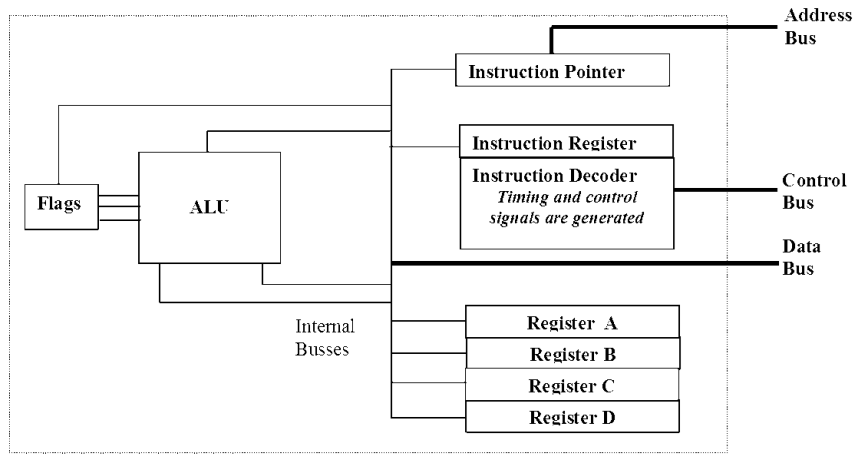 Address
Bus
Instruction Pointer
Instruction Register
Instruction Decoder
Timing and control
signals are generated
Control
Bus
Flags
ALU
Data
Bus
Internal
Busses
Register A
Register B
Register C
Register D